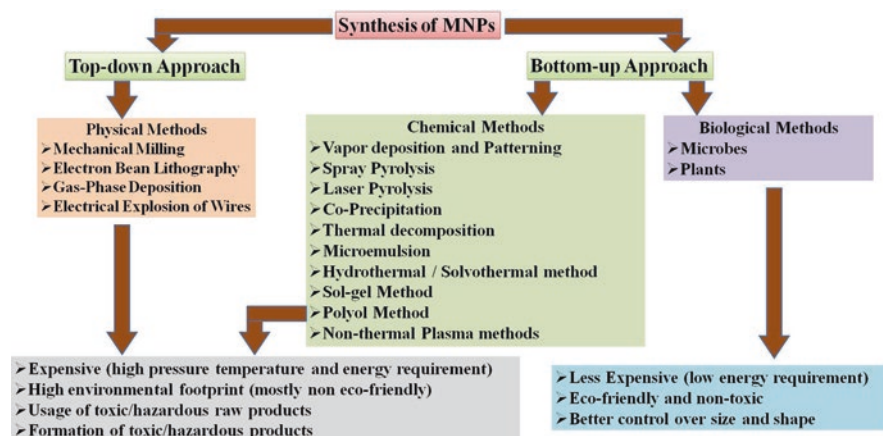 Synthesis of MNPs
Top-down Approach
Bottom-up Approach
Physical Methods
➢Mechanical Milling
➢Electron Bean Lithography
➢Gas-Phase Deposition
➢Electrical Explosion of Wires
Chemical Methods
➢Vapor deposition and Patterning
➢Spray Pyrolysis
➢Laser Pyrolysis
➢Co-Precipitation
➢Thermal decomposition
➢Microemulsion
➢Hydrothermal / Solvothermal method
➢Sol-gel Method
➢Polyol Method
➢Non-thermal Plasma methods
Biological Methods
➢Microbes
➢Plants
➢Expensive (high pressure temperature and energy requirement)
➢High environmental footprint (mostly non eco-friendly)
➢Usage of toxic/hazardous raw products
➢Formation of toxic/hazardous products
➢Less Expensive (low energy requirement)
➢Eco-friendly and non-toxic
➢Better control over size and shape